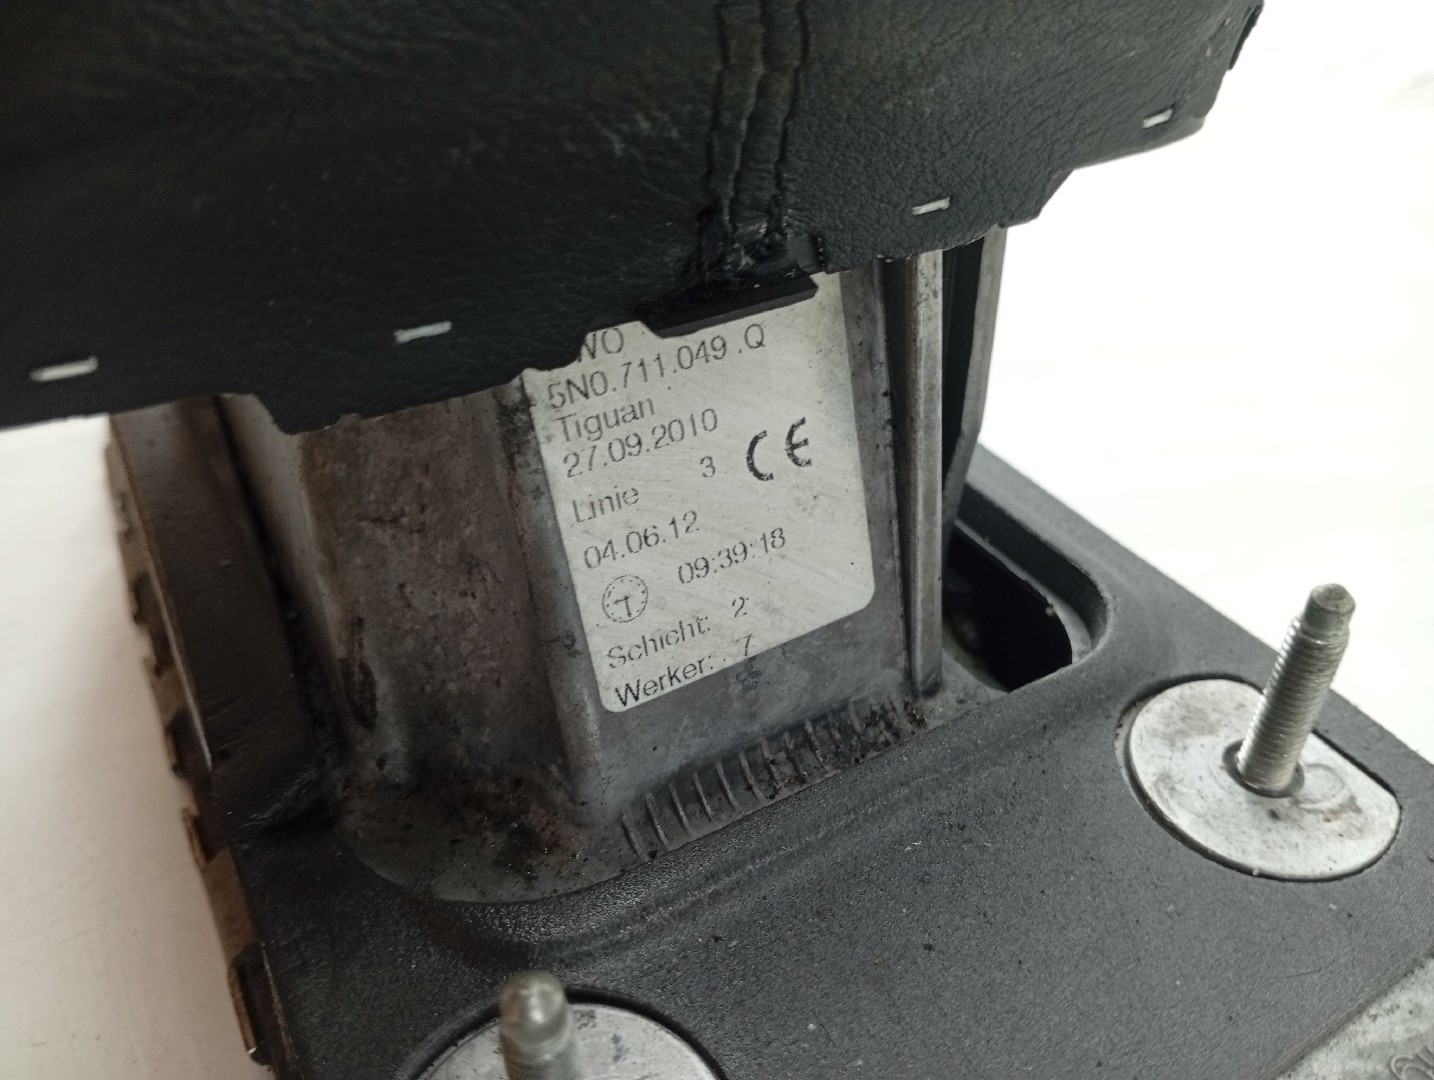 5N0.711.049 .Q
Tiguan
27.09.2010
Linie 3 CE
04.06.12
09:39:18
T
Schicht: 2
Werker: 7